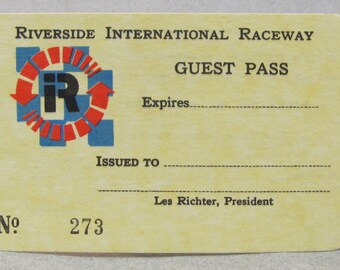 RIVERSIDE INTERNATIONAL RACEWAY
iR
GUEST PASS
Expires
ISSUED TO
Les Richter, President
No 273